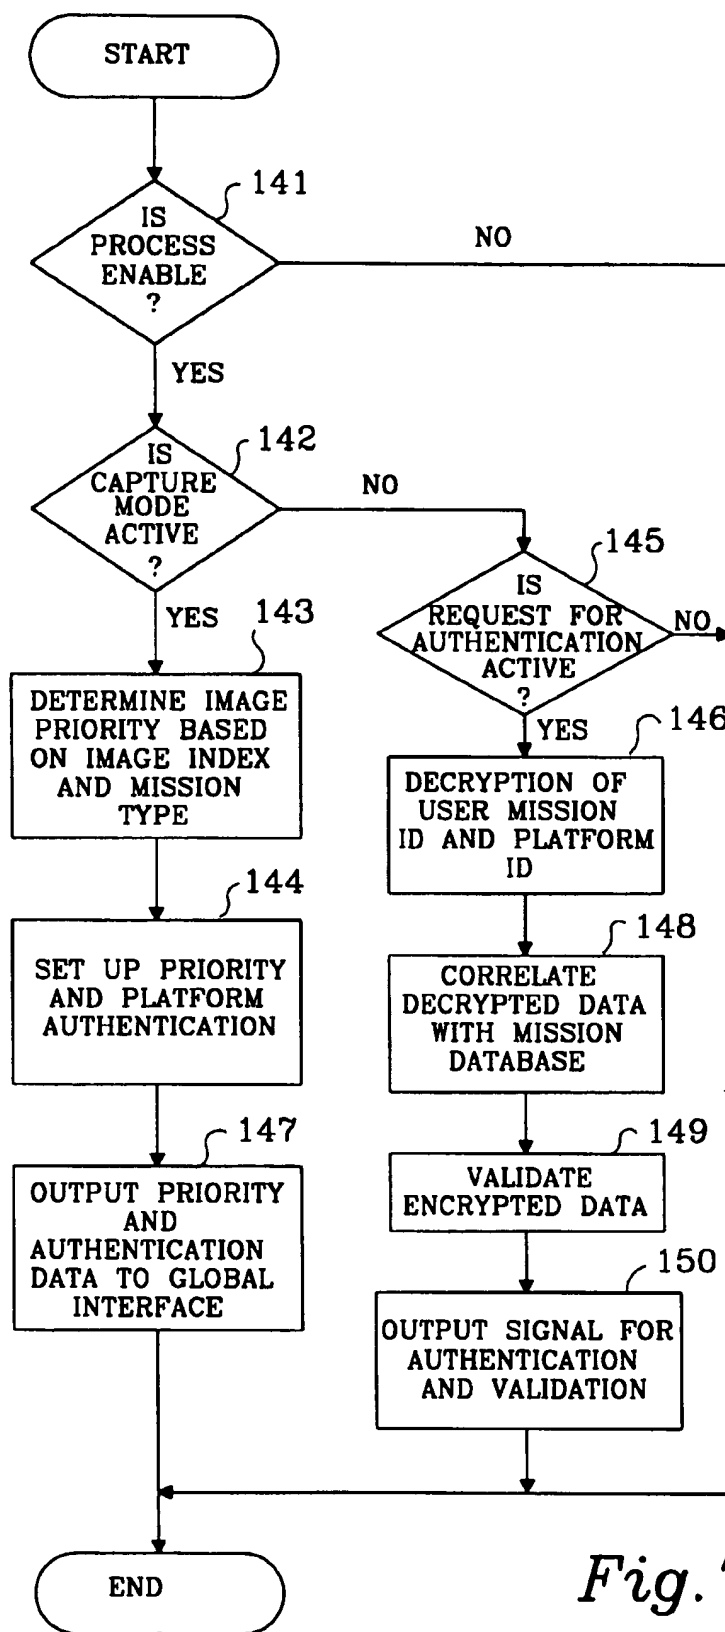 START
141
IS
PROCESS
ENABLE
?
NO
YES
142
IS
CAPTURE
MODE
ACTIVE
?
NO
YES
145
IS
REQUEST FOR
AUTHENTICATION
ACTIVE
?
NO
YES
143
DETERMINE IMAGE
PRIORITY BASED
ON IMAGE INDEX
AND MISSION
TYPE
146
DECRYPTION OF
USER MISSION
ID AND PLATFORM
ID
144
SET UP PRIORITY
AND PLATFORM
AUTHENTICATION
148
CORRELATE
DECRYPTED DATA
WITH MISSION
DATABASE
147
OUTPUT PRIORITY
AND
AUTHENTICATION
DATA TO GLOBAL
INTERFACE
149
VALIDATE
ENCRYPTED DATA
150
OUTPUT SIGNAL FOR
AUTHENTICATION
AND VALIDATION
END
Fig.